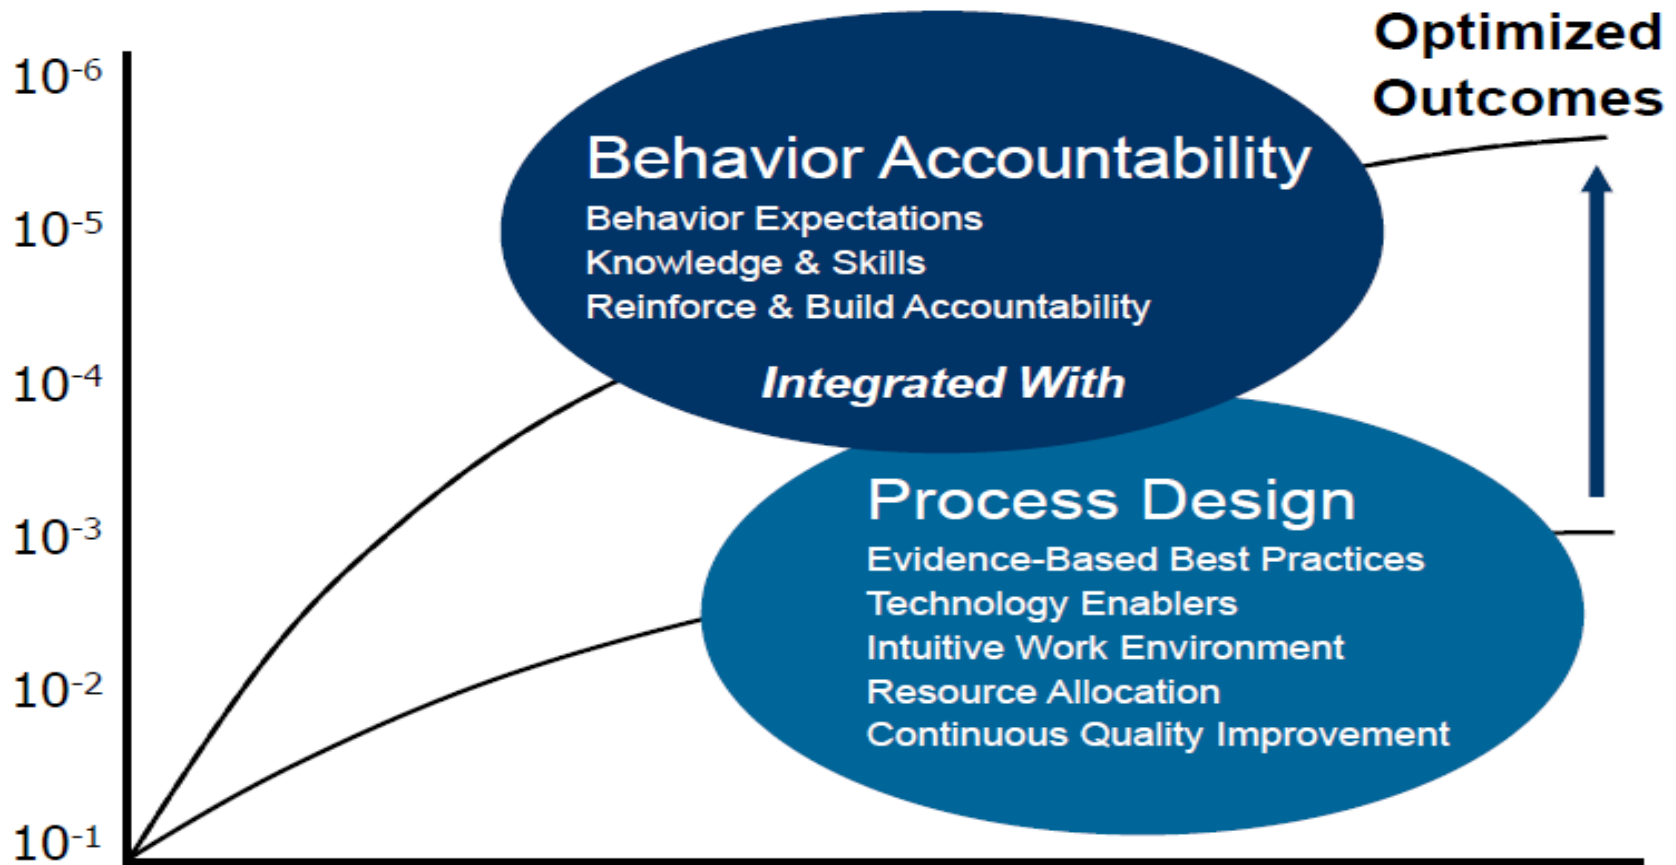 Optimized
Outcomes
10⁻⁶
Behavior Accountability
Behavior Expectations
10⁻⁵
Knowledge & Skills
Reinforce & Build Accountability
10⁻⁴
Integrated With
Process Design
10⁻³
Evidence-Based Best Practices
Technology Enablers
Intuitive Work Environment
10⁻²
Resource Allocation
Continuous Quality Improvement
10⁻¹